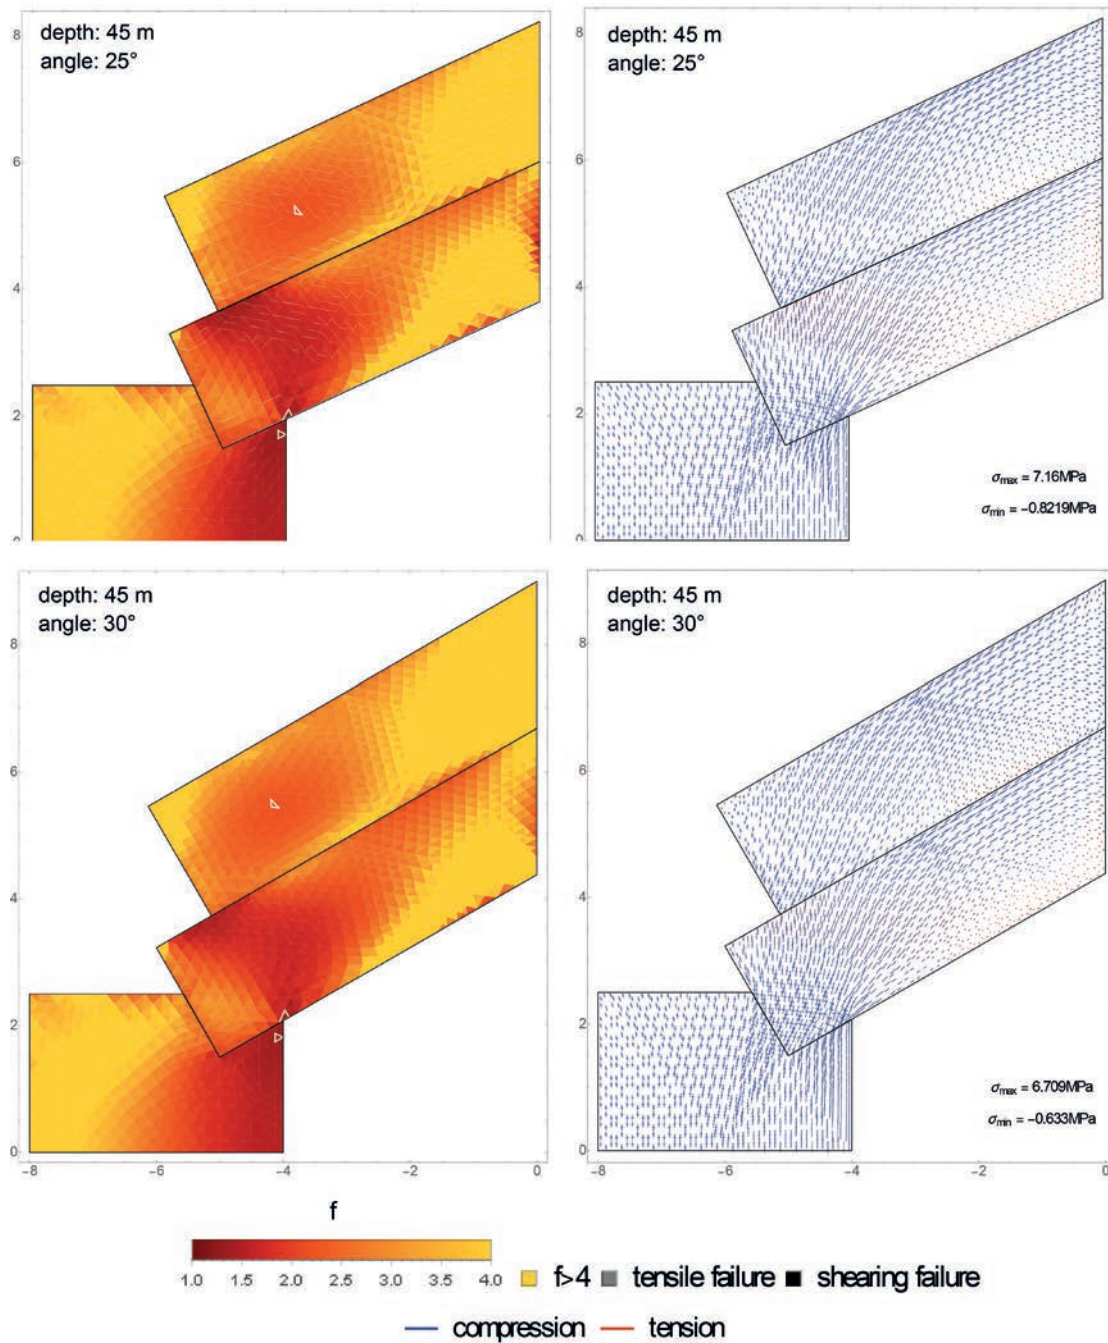 depth: 45 m
angle: 25°
8
6
4
2
0
depth: 45 m
angle: 25°
8
6
4
2
0
σmax = 7.16MPa
σmin = -0.8219MPa
depth: 45 m
angle: 30°
8
6
4
2
0
-8 -6 -4 -2 0
depth: 45 m
angle: 30°
8
6
4
2
0
-8 -6 -4 -2 0
σmax = 6.709MPa
σmin = -0.633MPa
f
1.0 1.5 2.0 2.5 3.0 3.5 4.0
f>4 tensile failure shearing failure
compression tension